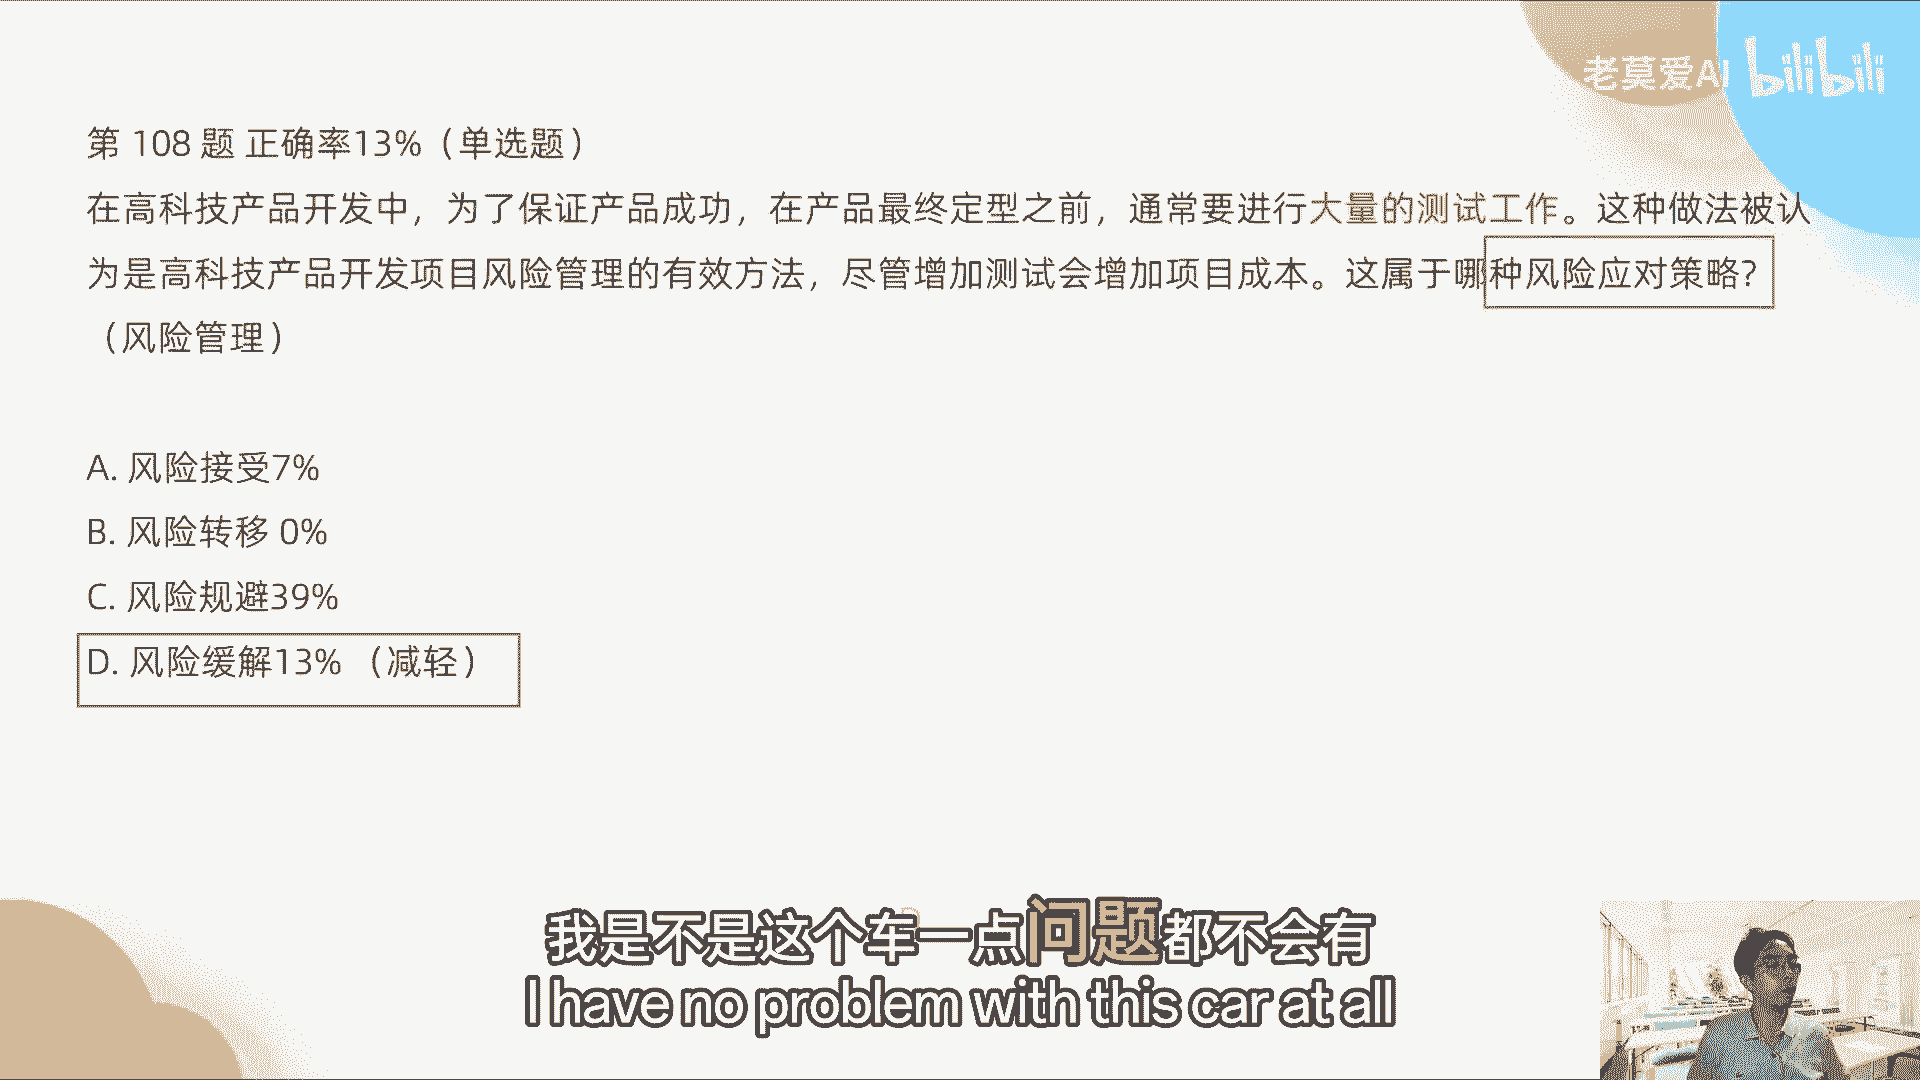 老莫爱AI bilibili
第 108 题 正确率13%（单选题）
在高科技产品开发中，为了保证产品成功，在产品最终定型之前，通常要进行大量的测试工作。这种做法被认
为是高科技产品开发项目风险管理的有效方法，尽管增加测试会增加项目成本。这属于哪种风险应对策略?
（风险管理）
A. 风险接受7%
B. 风险转移 0%
C. 风险规避39%
D. 风险缓解13% （减轻）
我是不是这个车一点问题都不会有
I have no problem with this car at all